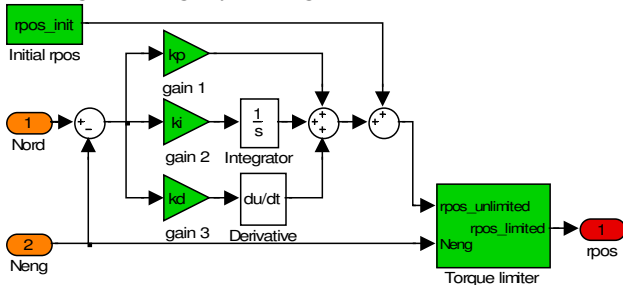 rpos_init
Initial rpos
kp
gain 1
1
Nord
+
−
ki
gain 2
1
s
Integrator
+
+
+
+
+
kd
gain 3
du/dt
Derivative
rpos_unlimited
rpos_limited
Neng
Torque limiter
1
rpos
2
Neng